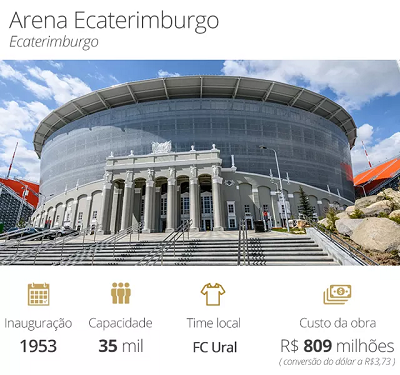 Arena Ecaterimburgo
Ecaterimburgo
Inauguração
1953
Capacidade
35 mil
Time local
FC Ural
Custo da obra
R$ 809 milhões
( conversão do dólar a R$3,73 )